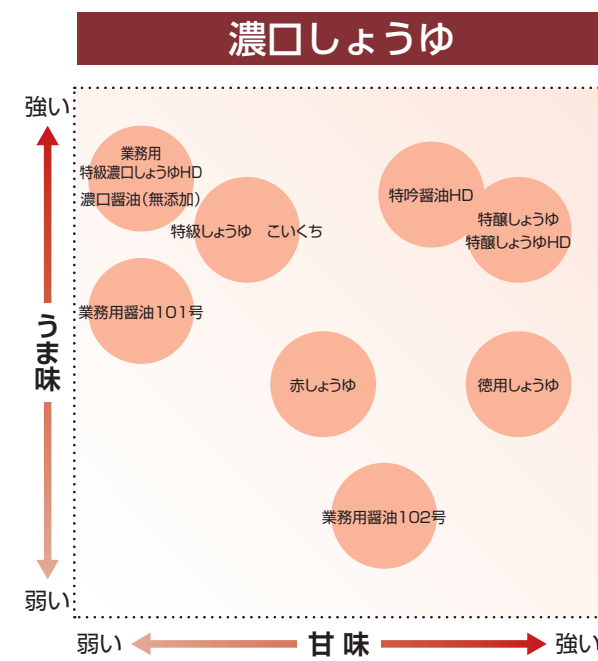 濃口しょうゆ
強い
業務用
特級濃口しょうゆHD
濃口醤油（無添加）
特吟醤油HD
特級しょうゆ　こいくち
特醸しょうゆ
特醸しょうゆHD
業務用醤油101号
うま味
赤しょうゆ
徳用しょうゆ
業務用醤油102号
弱い
弱い
甘味
強い